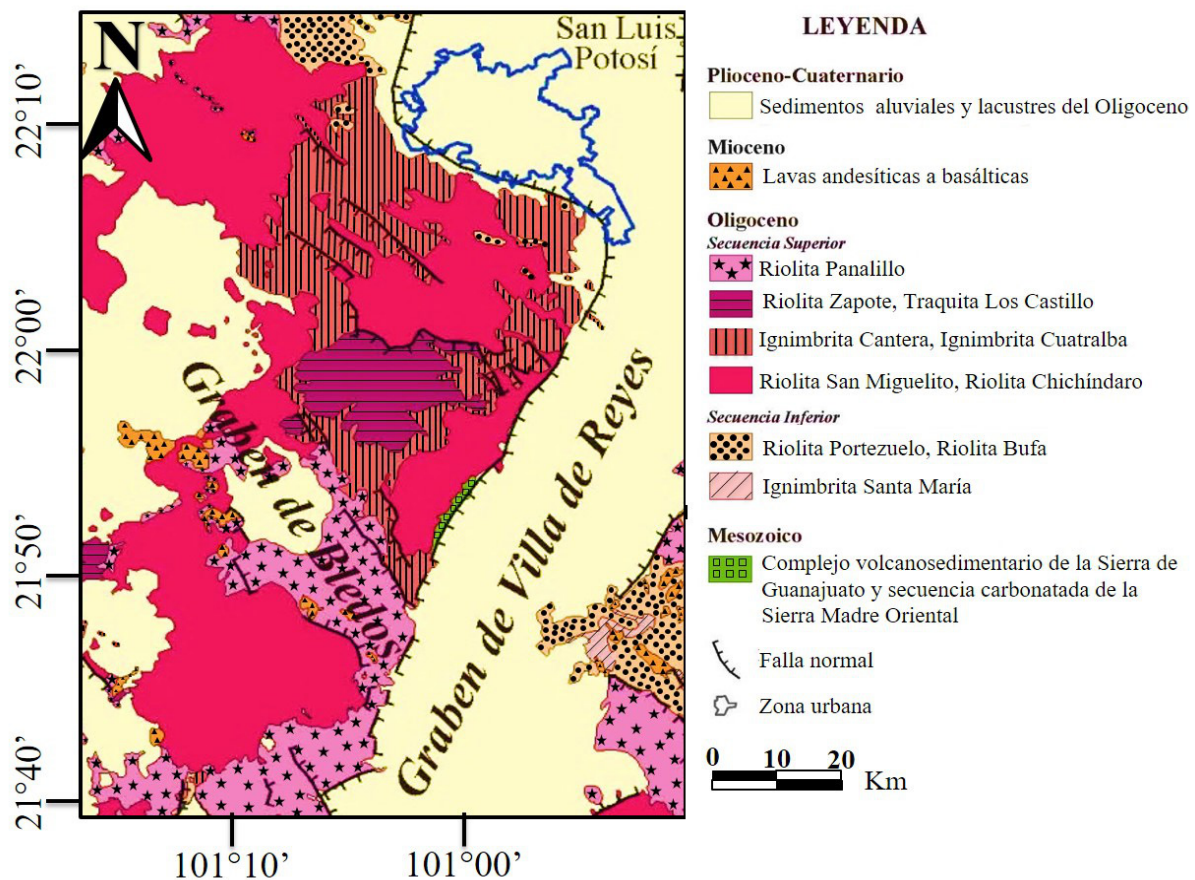 N
San Luis
Potosí
Graben de Bledos
Graben de Villa de Reyes
22°10’
22°00’
21°50’
21°40’
101°10’
101°00’
LEYENDA
Plioceno-Cuaternario
Sedimentos aluviales y lacustres del Oligoceno
Mioceno
Lavas andesíticas a basálticas
Oligoceno
Secuencia Superior
Riolita Panalillo
Riolita Zapote, Traquita Los Castillo
Ignimbrita Cantera, Ignimbrita Cuatralba
Riolita San Miguelito, Riolita Chichíndaro
Secuencia Inferior
Riolita Portezuelo, Riolita Bufa
Ignimbrita Santa María
Mesozoico
Complejo volcanosedimentario de la Sierra de
Guanajuato y secuencia carbonatada de la
Sierra Madre Oriental
Falla normal
Zona urbana
0 10 20
Km